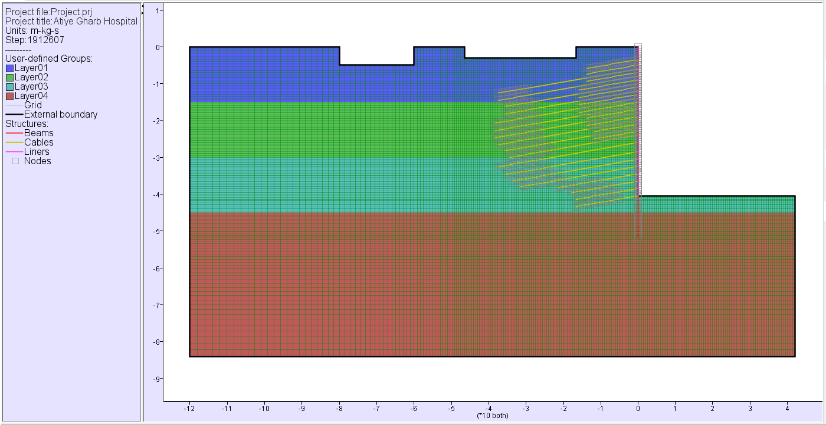 Project file:Project.prj
Project title:Atiye Gharb Hospital
Units: m-kg-s
Step:1912607
----------
User-defined Groups:
Layer01
Layer02
Layer03
Layer04
Grid
External boundary
Structures:
Beams
Cables
Liners
Nodes
1
0
-1
-2
-3
-4
-5
-6
-7
-8
-9
-12 -11 -10 -9 -8 -7 -6 -5 -4 -3 -2 -1 0 1 2 3 4
(*10 both)